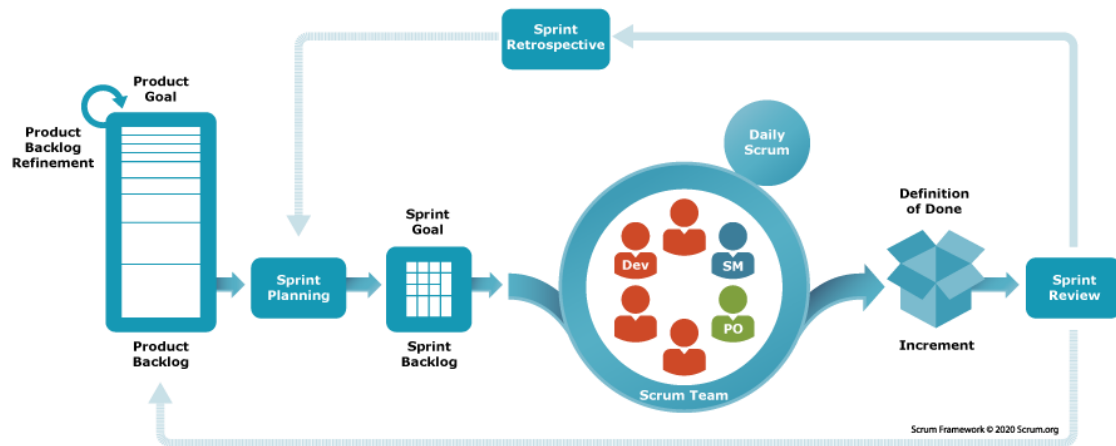 Sprint
Retrospective
Product
Goal
Product
Backlog
Refinement
Daily
Scrum
Definition
of Done
Sprint
Goal
Dev
SM
Sprint
Planning
Sprint
Review
PO
Product
Backlog
Sprint
Backlog
Increment
Scrum Team
Scrum Framework © 2020 Scrum.org